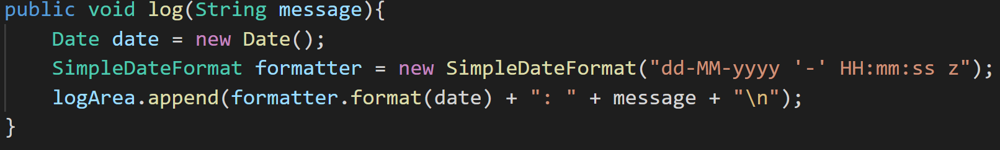 public void log(String message){
    Date date = new Date();
    SimpleDateFormat formatter = new SimpleDateFormat("dd-MM-yyyy '-' HH:mm:ss z");
    logArea.append(formatter.format(date) + ": " + message + "\n");
}